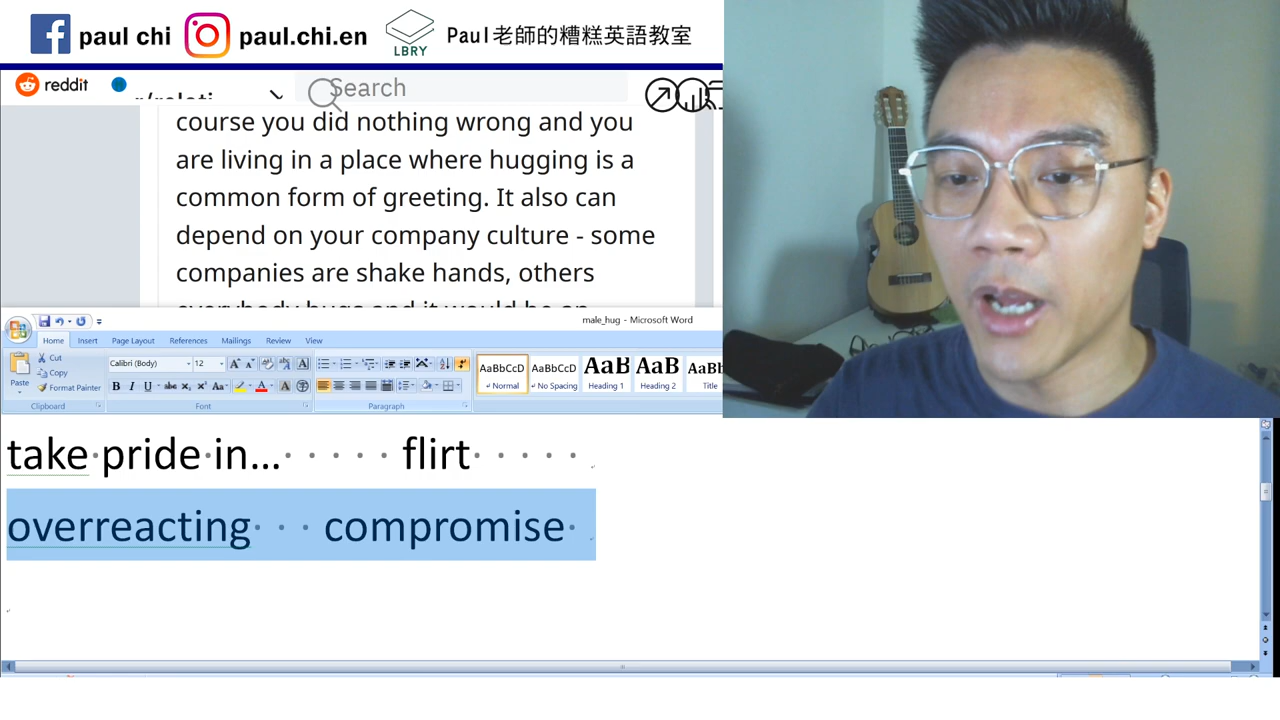 paul chi paul.chi.en LBRY Paul老師的糟糕英語教室
reddit Search
course you did nothing wrong and you
are living in a place where hugging is a
common form of greeting. It also can
depend on your company culture - some
companies are shake hands, others
male_hug - Microsoft Word
Home Insert Page Layout References Mailings Review View
Paste Cut Copy Format Painter
Clipboard
Calibri (Body) 12
Font
Paragraph
AaBbCcD Normal
AaBbCcD No Spacing
AaB Heading 1
AaB Heading 2
AaBb Title
take pride in... flirt
overreacting compromise